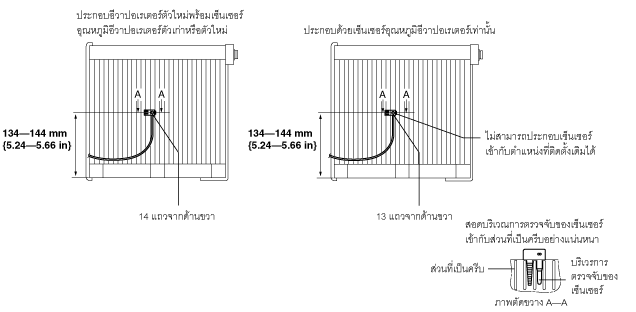 ประกอบอีวาปอเรเตอร์ตัวใหม่พร้อมเซ็นเซอร์
อุณหภูมิอีวาปอเรเตอร์ตัวเก่าหรือตัวใหม่
A A
134—144 mm
{5.24—5.66 in}
14 แถวจากด้านขวา
ประกอบด้วยเซ็นเซอร์อุณหภูมิอีวาปอเรเตอร์เท่านั้น
A A
134—144 mm
{5.24—5.66 in}
ไม่สามารถประกอบเซ็นเซอร์
เข้ากับตำแหน่งที่ติดตั้งเดิมได้
13 แถวจากด้านขวา
สอดบริเวณการตรวจจับของเซ็นเซอร์
เข้ากับส่วนที่เป็นครีบอย่างแน่นหนา
ส่วนที่เป็นครีบ
บริเวรการ
ตรวจจับของ
เซ็นเซอร์
ภาพตัดขวาง A—A